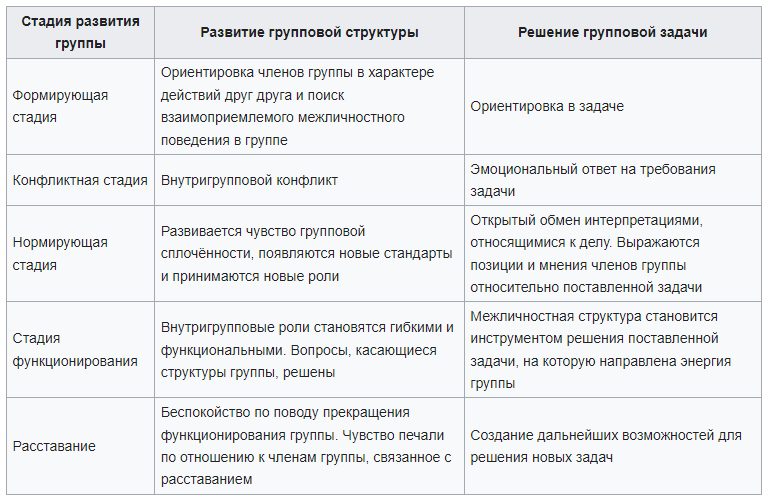 Стадия развития
группы
Развитие групповой структуры
Решение групповой задачи
Формирующая
стадия
Ориентировка членов группы в характере
действий друг друга и поиск
взаимоприемлемого межличностного
поведения в группе
Ориентировка в задаче
Конфликтная стадия
Внутригрупповой конфликт
Эмоциональный ответ на требования
задачи
Нормирующая
стадия
Развивается чувство групповой
сплочённости, появляются новые стандарты
и принимаются новые роли
Открытый обмен интерпретациями,
относящимися к делу. Выражаются
позиции и мнения членов группы
относительно поставленной задачи
Стадия
функционирования
Внутригрупповые роли становятся гибкими и
функциональными. Вопросы, касающиеся
структуры группы, решены
Межличностная структура становится
инструментом решения поставленной
задачи, на которую направлена энергия
группы
Расставание
Беспокойство по поводу прекращения
функционирования группы. Чувство печали
по отношению к членам группы, связанное с
расставанием
Создание дальнейших возможностей для
решения новых задач